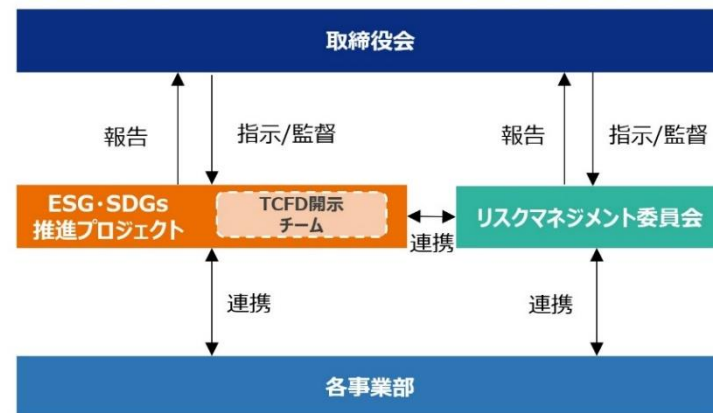 取締役会
報告
指示/監督
報告
指示/監督
ESG・SDGs
推進プロジェクト
TCFD開示
チーム
連携
リスクマネジメント委員会
連携
連携
各事業部